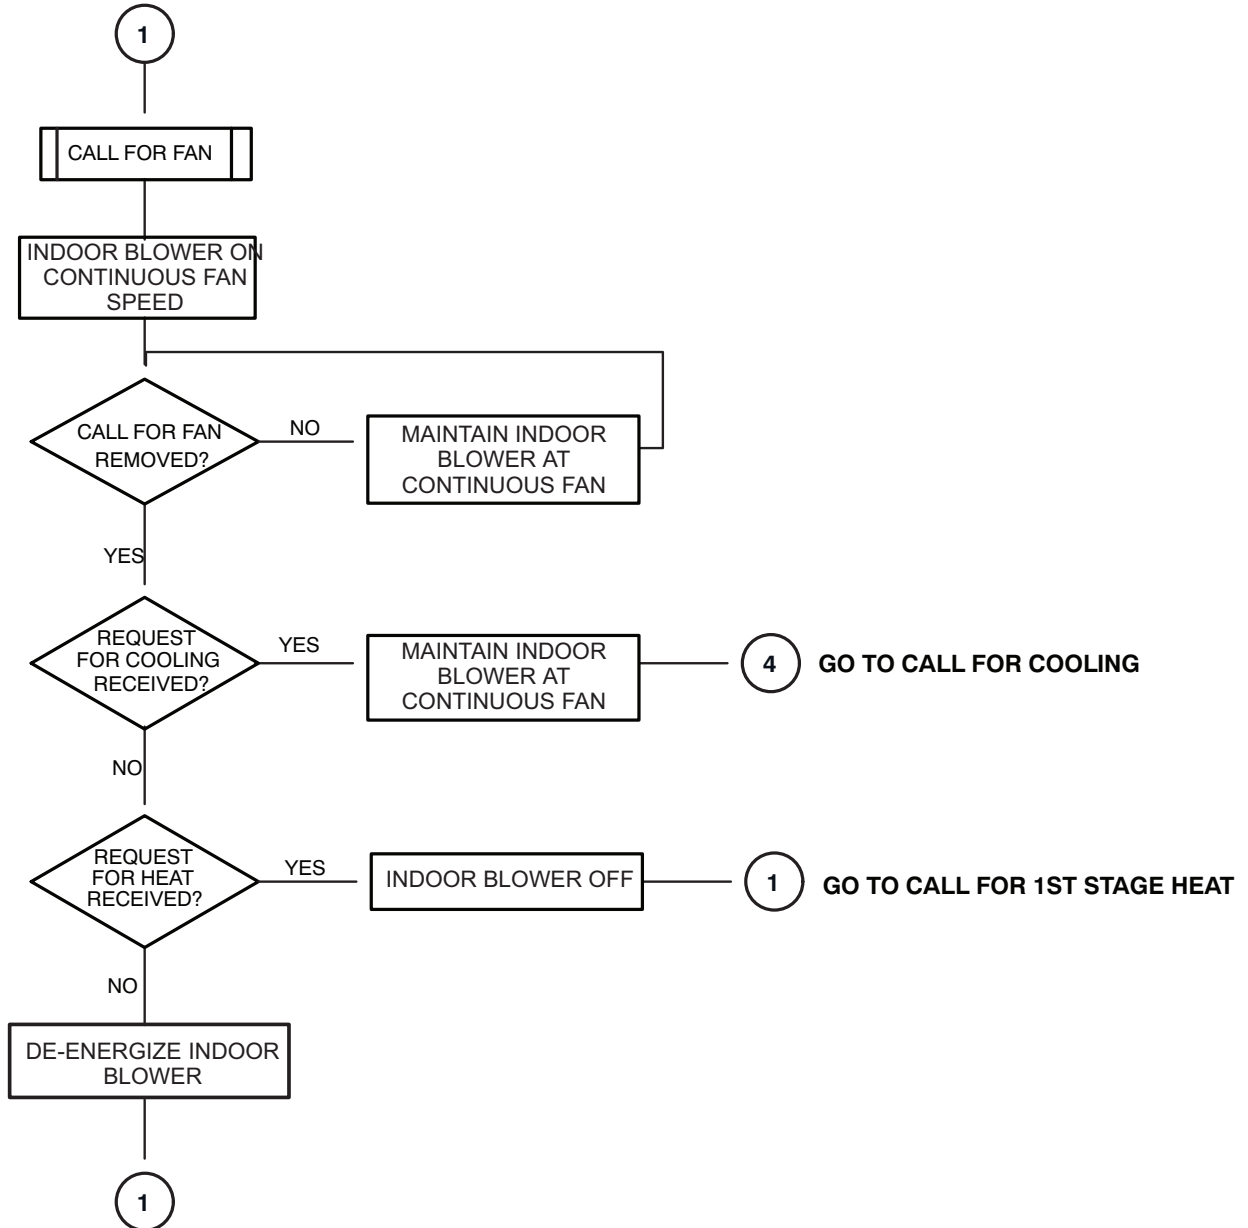 1
CALL FOR FAN
INDOOR BLOWER ON
CONTINUOUS FAN
SPEED
CALL FOR FAN
REMOVED?
NO
MAINTAIN INDOOR
BLOWER AT
CONTINUOUS FAN
YES
REQUEST
FOR COOLING
RECEIVED?
YES
MAINTAIN INDOOR
BLOWER AT
CONTINUOUS FAN
4
GO TO CALL FOR COOLING
NO
REQUEST
FOR HEAT
RECEIVED?
YES
INDOOR BLOWER OFF
1
GO TO CALL FOR 1ST STAGE HEAT
NO
DE-ENERGIZE INDOOR
BLOWER
1